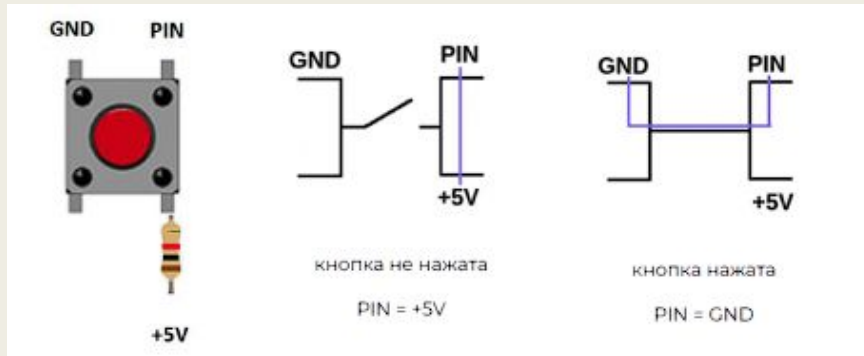 GND PIN
+5V
GND
PIN
+5V
кнопка не нажата
PIN = +5V
GND
PIN
+5V
кнопка нажата
PIN = GND